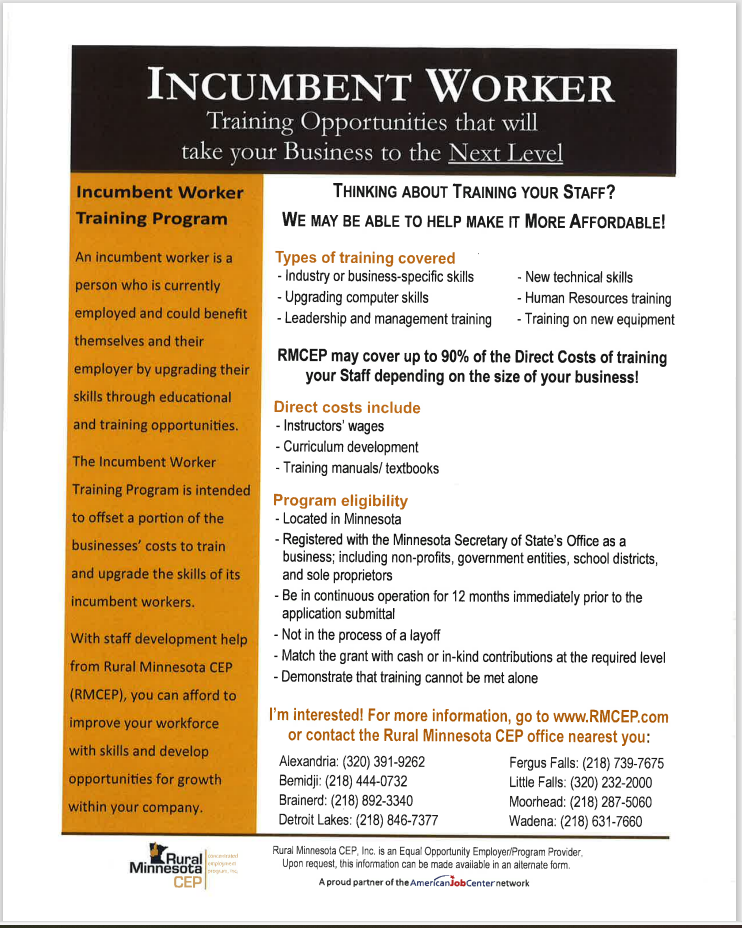 INCUMBENT WORKER
Training Opportunities that will
take your Business to the Next Level
Incumbent Worker
Training Program
An incumbent worker is a
person who is currently
employed and could benefit
themselves and their
employer by upgrading their
skills through educational
and training opportunities.
The Incumbent Worker
Training Program is intended
to offset a portion of the
businesses' costs to train
and upgrade the skills of its
incumbent workers.
With staff development help
from Rural Minnesota CEP
(RMCEP), you can afford to
improve your workforce
with skills and develop
opportunities for growth
within your company.
THINKING ABOUT TRAINING YOUR STAFF?
WE MAY BE ABLE TO HELP MAKE IT MORE AFFORDABLE!
Types of training covered
- Industry or business-specific skills
- Upgrading computer skills
- Leadership and management training
- New technical skills
- Human Resources training
- Training on new equipment
RMCEP may cover up to 90% of the Direct Costs of training
your Staff depending on the size of your business!
Direct costs include
- Instructors' wages
- Curriculum development
- Training manuals/ textbooks
Program eligibility
- Located in Minnesota
- Registered with the Minnesota Secretary of State's Office as a
business; including non-profits, government entities, school districts,
and sole proprietors
- Be in continuous operation for 12 months immediately prior to the
application submittal
- Not in the process of a layoff
- Match the grant with cash or in-kind contributions at the required level
- Demonstrate that training cannot be met alone
I'm interested! For more information, go to www.RMCEP.com
or contact the Rural Minnesota CEP office nearest you:
Alexandria: (320) 391-9262
Bemidji: (218) 444-0732
Brainerd: (218) 892-3340
Detroit Lakes: (218) 846-7377
Fergus Falls: (218) 739-7675
Little Falls: (320) 232-2000
Moorhead: (218) 287-5060
Wadena: (218) 631-7660
Rural
Minnesota
CEP
concentrated
employment
program, inc.
Rural Minnesota CEP, Inc. is an Equal Opportunity Employer/Program Provider.
Upon request, this information can be made available in an alternate form.
A proud partner of the AmericanJobCenter network